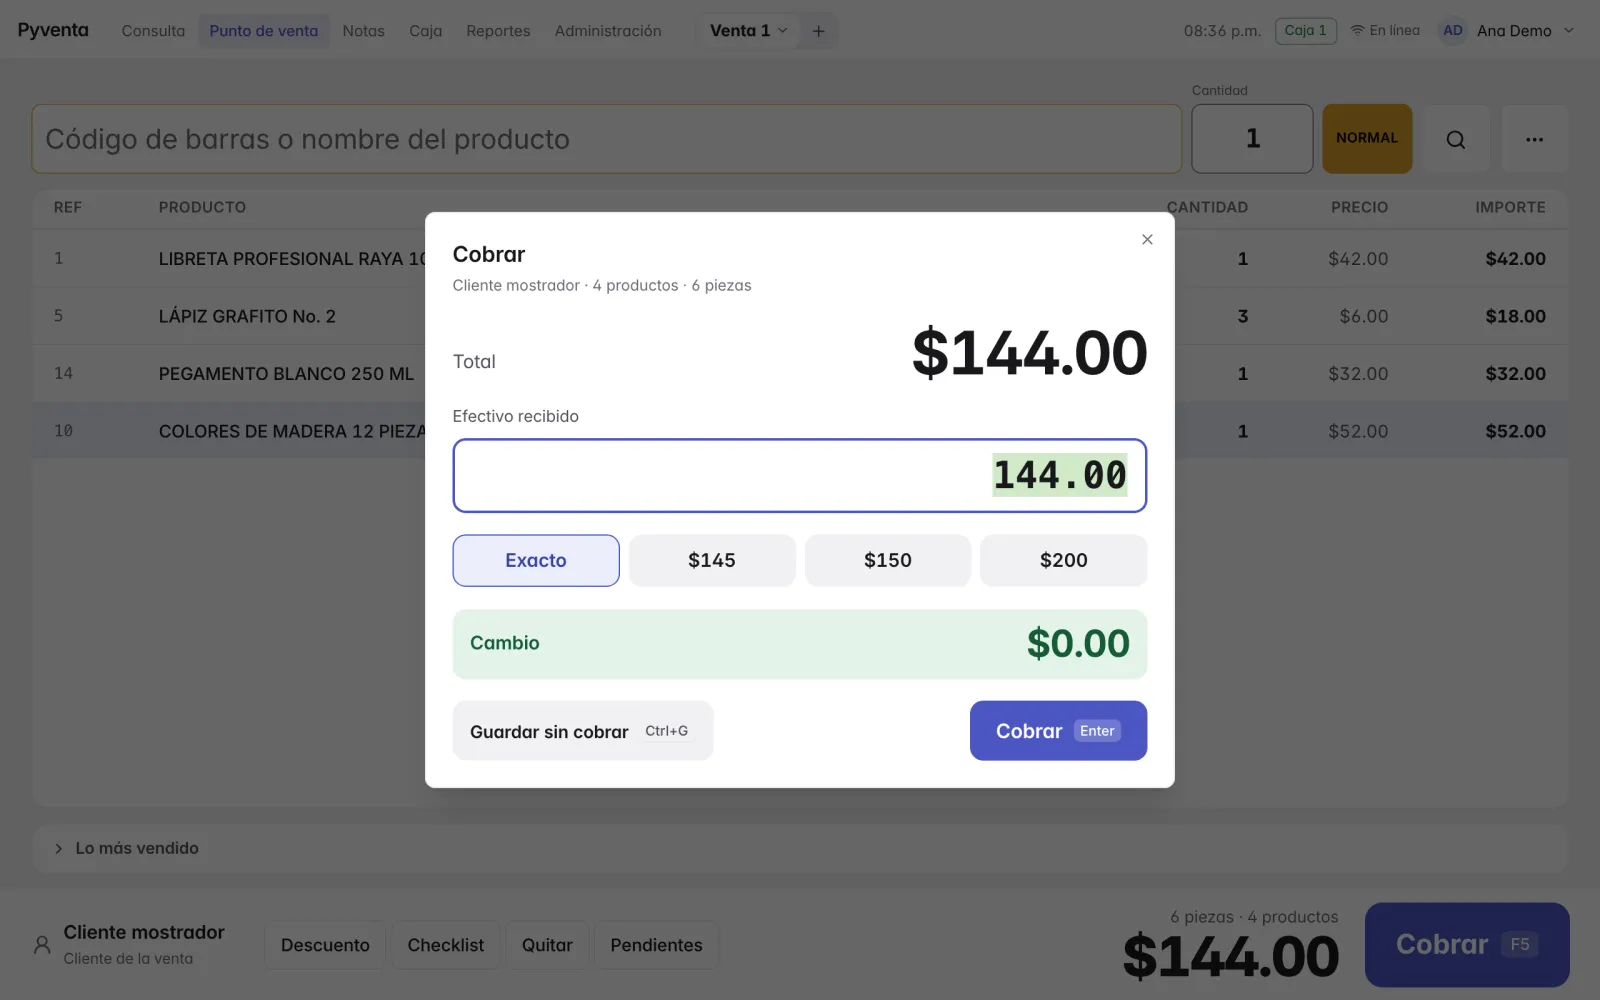 Pyventa
Consulta
Punto de venta
Notas
Caja
Reportes
Administración
Venta 1
+
08:36 p.m.
Caja 1
En línea
AD
Ana Demo
Código de barras o nombre del producto
Cantidad
1
NORMAL
REF PRODUCTO CANTIDAD PRECIO IMPORTE
1 LIBRETA PROFESIONAL RAYA 1 $42.00 $42.00
5 LÁPIZ GRAFITO No. 2 3 $6.00 $18.00
14 PEGAMENTO BLANCO 250 ML 1 $32.00 $32.00
10 COLORES DE MADERA 12 1 $52.00 $52.00
Cobrar
Cliente mostrador · 4 productos · 6 piezas
Total
$144.00
Efectivo recibido
144.00
Exacto
$145
$150
$200
Cambio
$0.00
Guardar sin cobrar Ctrl+G
Cobrar Enter
Lo más vendido
Cliente mostrador
Cliente de la venta
Descuento
Checklist
Quitar
Pendientes
6 piezas · 4 productos
$144.00
Cobrar F5